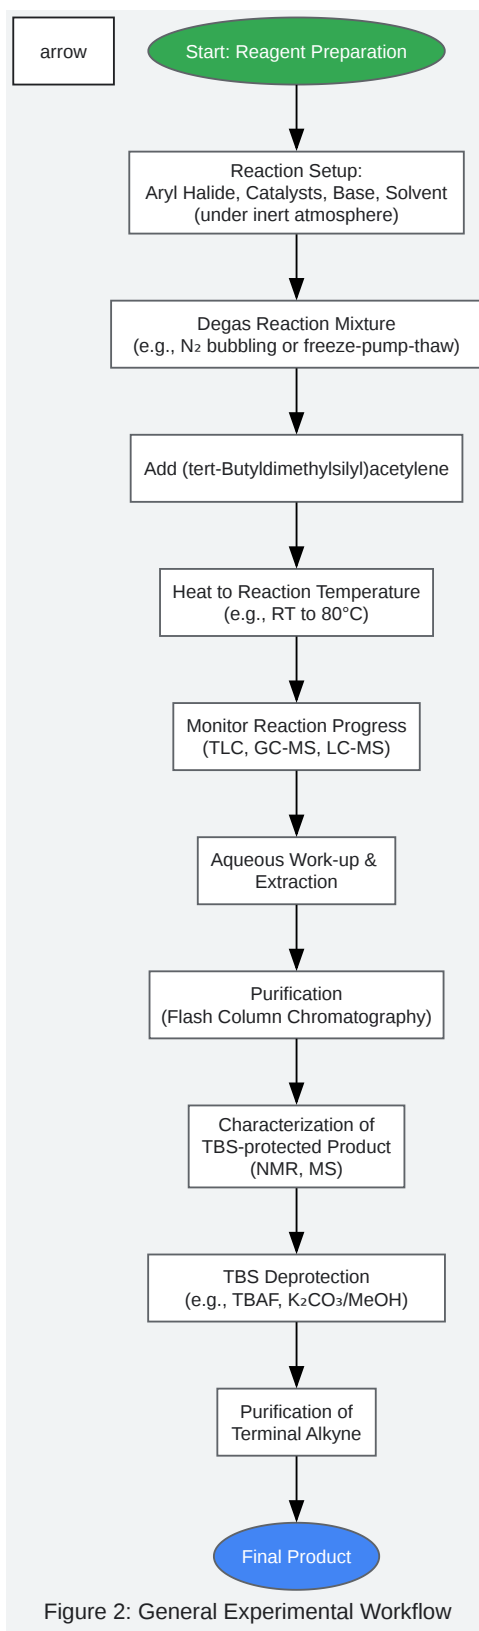 arrow
Start: Reagent Preparation
Reaction Setup:
Aryl Halide, Catalysts, Base, Solvent
(under inert atmosphere)
Degas Reaction Mixture
(e.g., N₂ bubbling or freeze-pump-thaw)
Add (tert-Butyldimethylsilyl)acetylene
Heat to Reaction Temperature
(e.g., RT to 80°C)
Monitor Reaction Progress
(TLC, GC-MS, LC-MS)
Aqueous Work-up &
Extraction
Purification
(Flash Column Chromatography)
Characterization of
TBS-protected Product
(NMR, MS)
TBS Deprotection
(e.g., TBAF, K₂CO₃/MeOH)
Purification of
Terminal Alkyne
Final Product
Figure 2: General Experimental Workflow